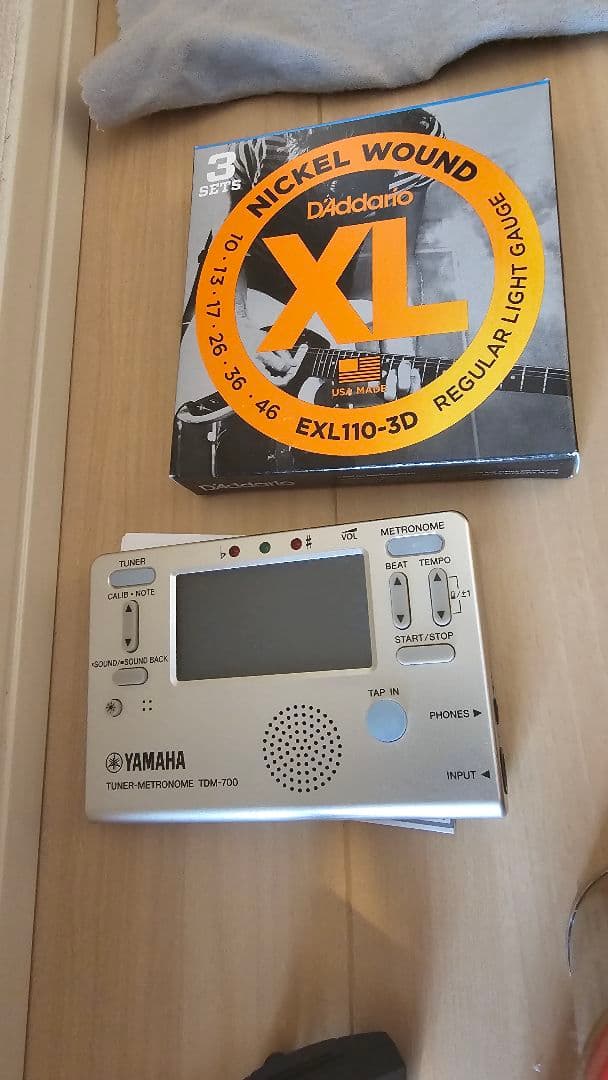 3
SETS
NICKEL WOUND
D'Addario
XL
10 · 13 · 17 · 26 · 36 · 46
REGULAR LIGHT GAUGE
USA MADE
EXL110-3D
D'Addario
♭
♯
VOL
METRONOME
TUNER
BEAT
TEMPO
CALIB • NOTE
/±1
START/STOP
•SOUND/≡SOUND BACK
TAP IN
PHONES ▶
YAMAHA
TUNER-METRONOME TDM-700
INPUT ◀